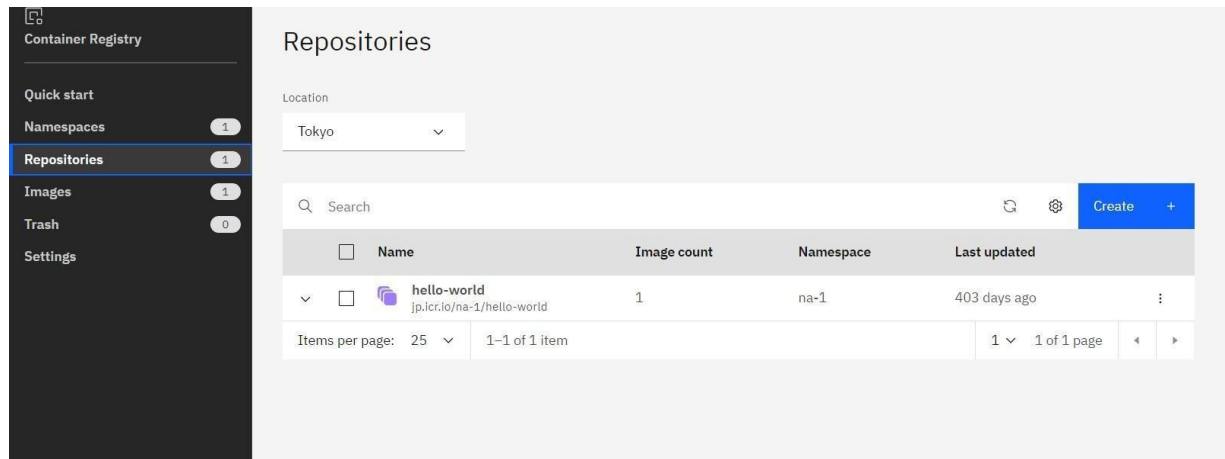 Container Registry
Quick start
Namespaces 1
Repositories 1
Images 1
Trash 0
Settings
Repositories
Location
Tokyo
Search
Create +
Name Image count Namespace Last updated
hello-world
jp.icr.io/na-1/hello-world 1 na-1 403 days ago
Items per page: 25 1–1 of 1 item 1 1 of 1 page